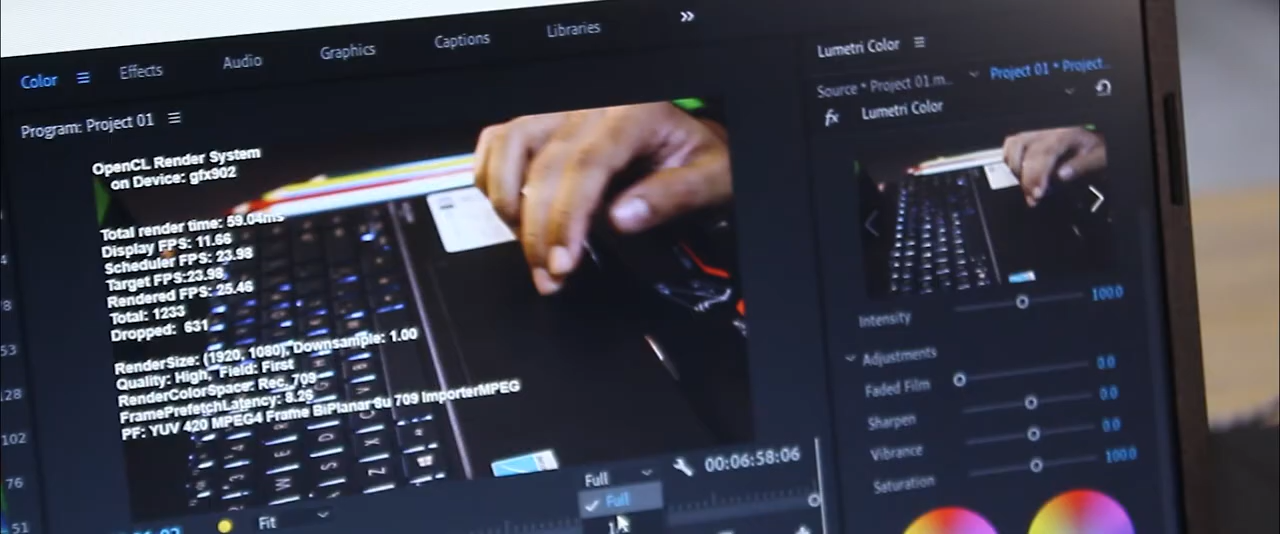 Color
Effects
Audio
Graphics
Captions
Libraries
Program: Project 01
OpenCL Render System
on Device: gfx902
Total render time: 59.04ms
Display FPS: 11.66
Scheduler FPS: 23.98
Target FPS:23.98
Rendered FPS: 25.46
Total: 1233
Dropped: 631
RenderSize: (1920, 1080), Downsample: 1.00
Quality: High, Field: First
RenderColorSpace: Rec. 709
FramePrefetchLatency: 8.26
PF: YUV 420 MPEG4 Frame BiPlanar 8u 709 ImporterMPEG
Full
Full
00:06:58:06
Fit
Lumetri Color
Source * Project 01.m...
Project 01 * Project...
fx Lumetri Color
Intensity 100.0
Adjustments
Faded Film 0.0
Sharpen 0.0
Vibrance 0.0
Saturation 100.0
53
128
102
76
51